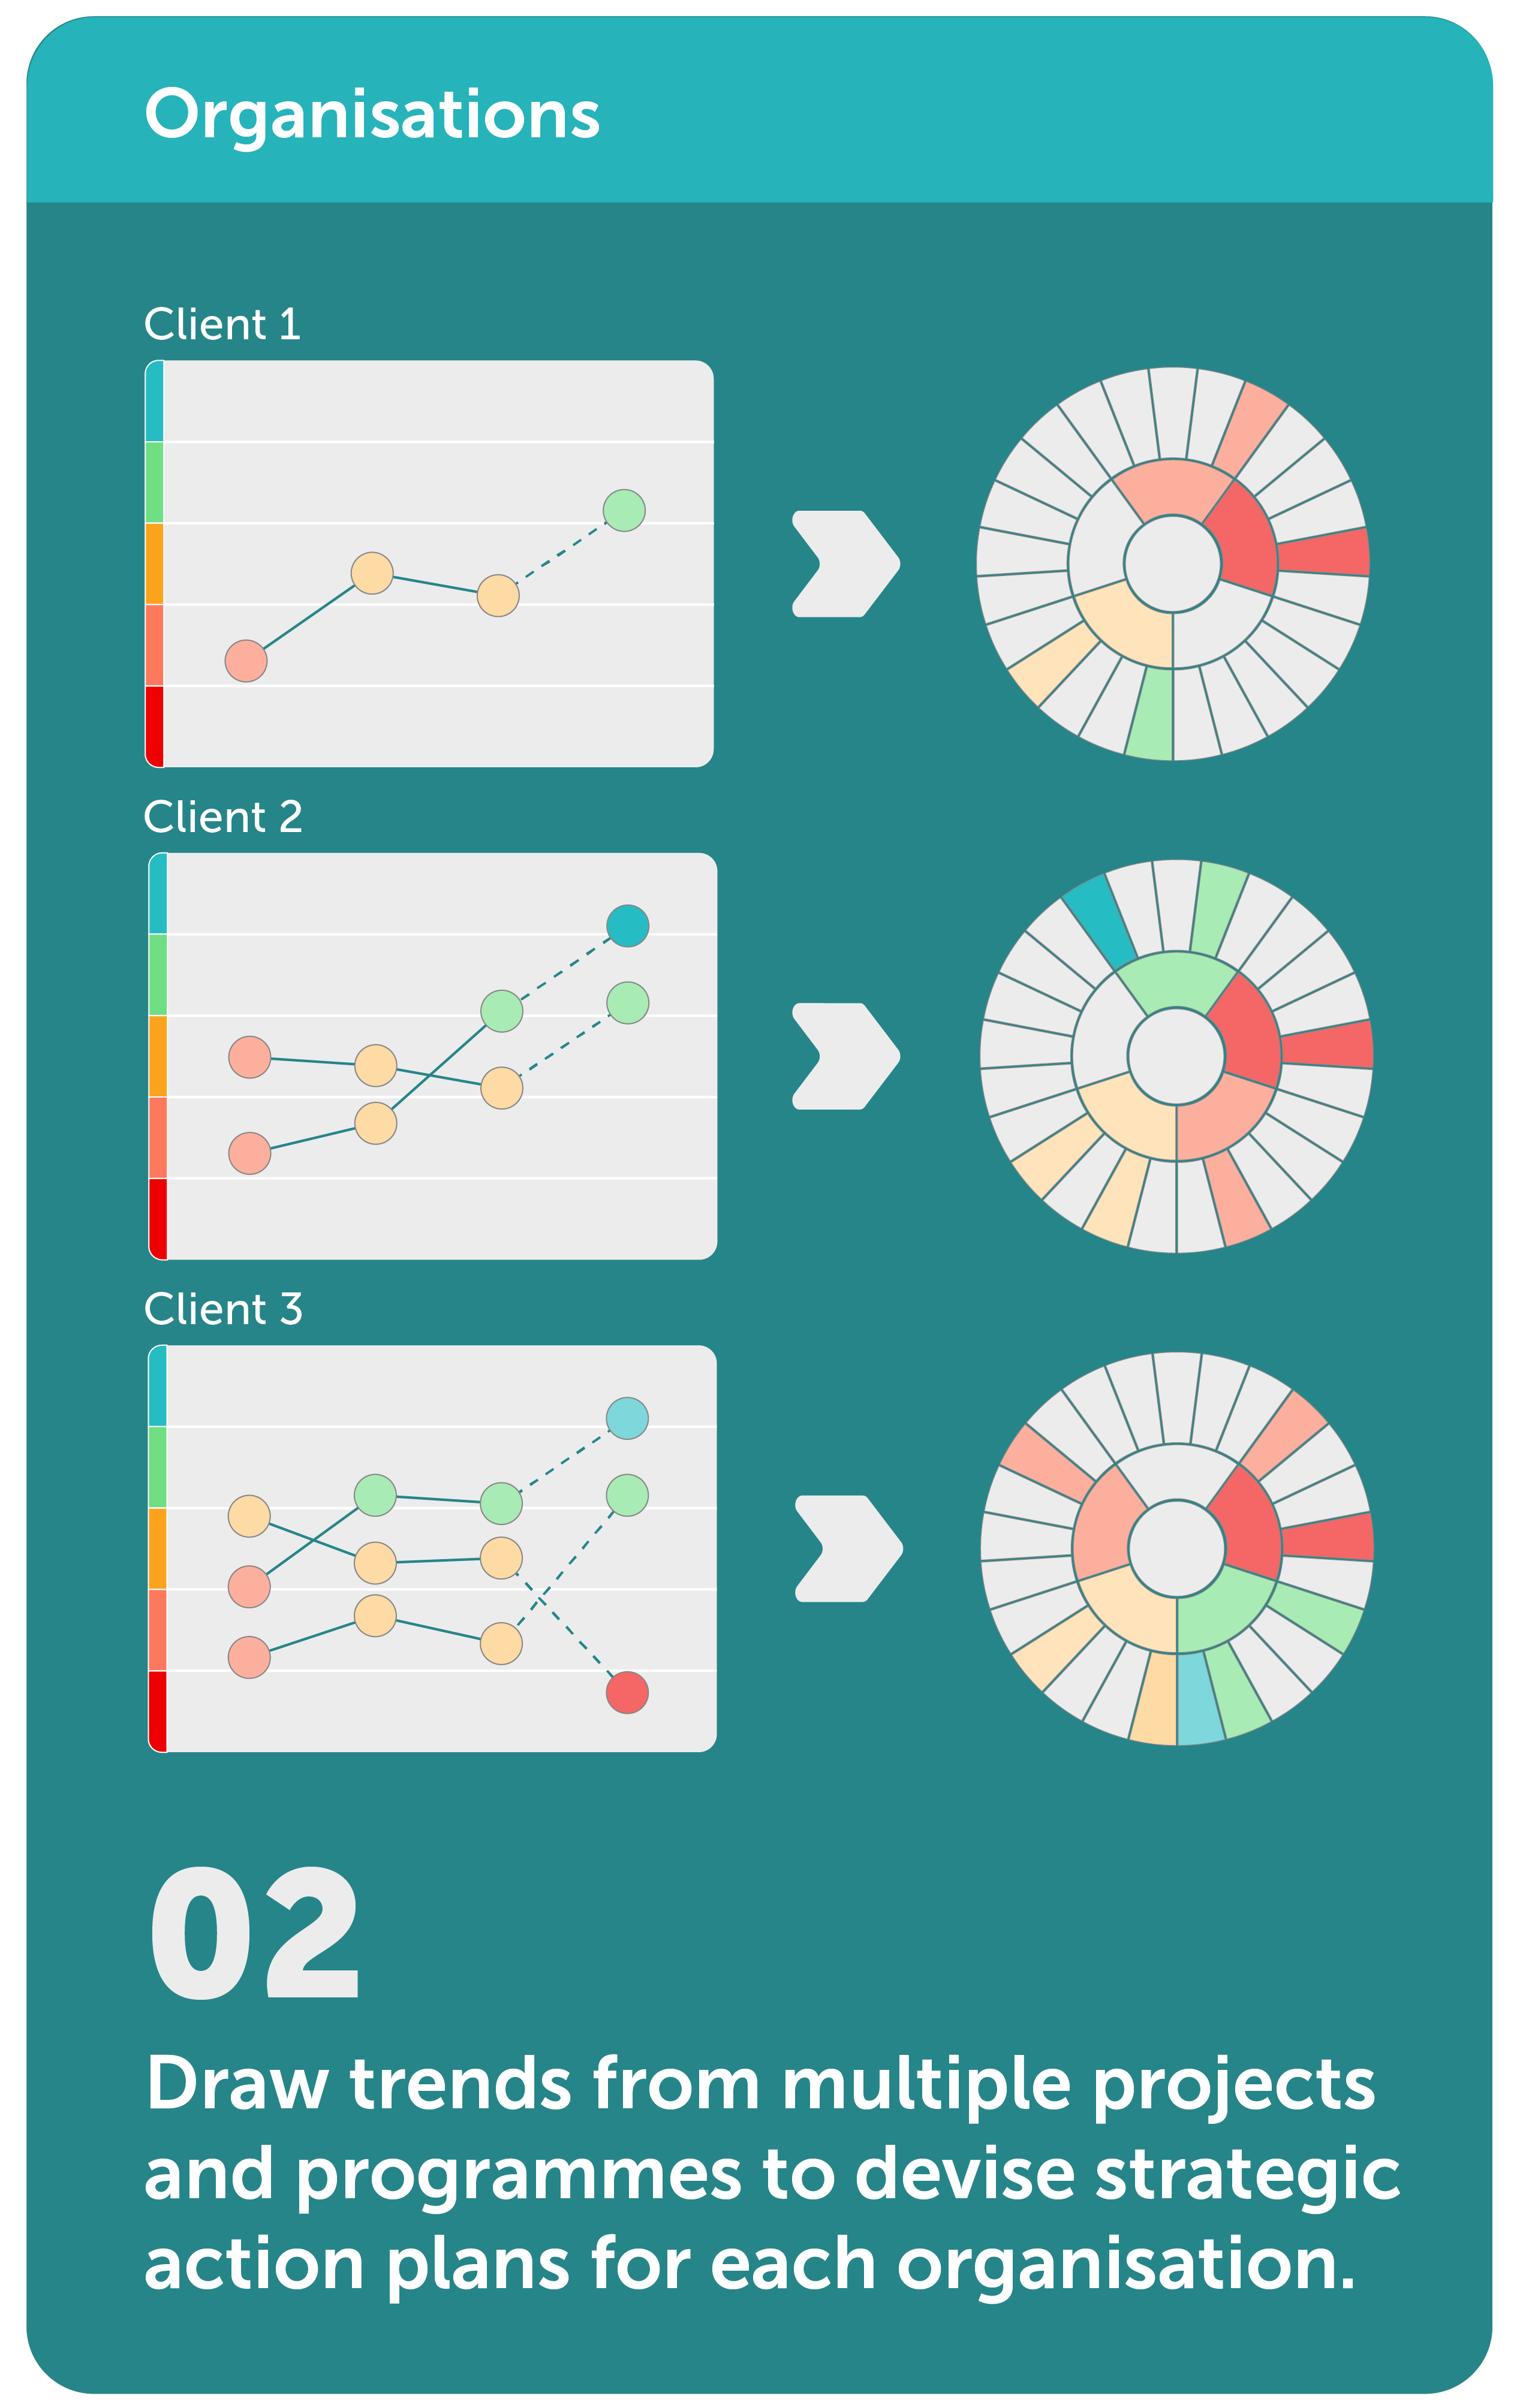 Organisations
Client 1
Client 2
Client 3
02
Draw trends from multiple projects
and programmes to devise strategic
action plans for each organisation.